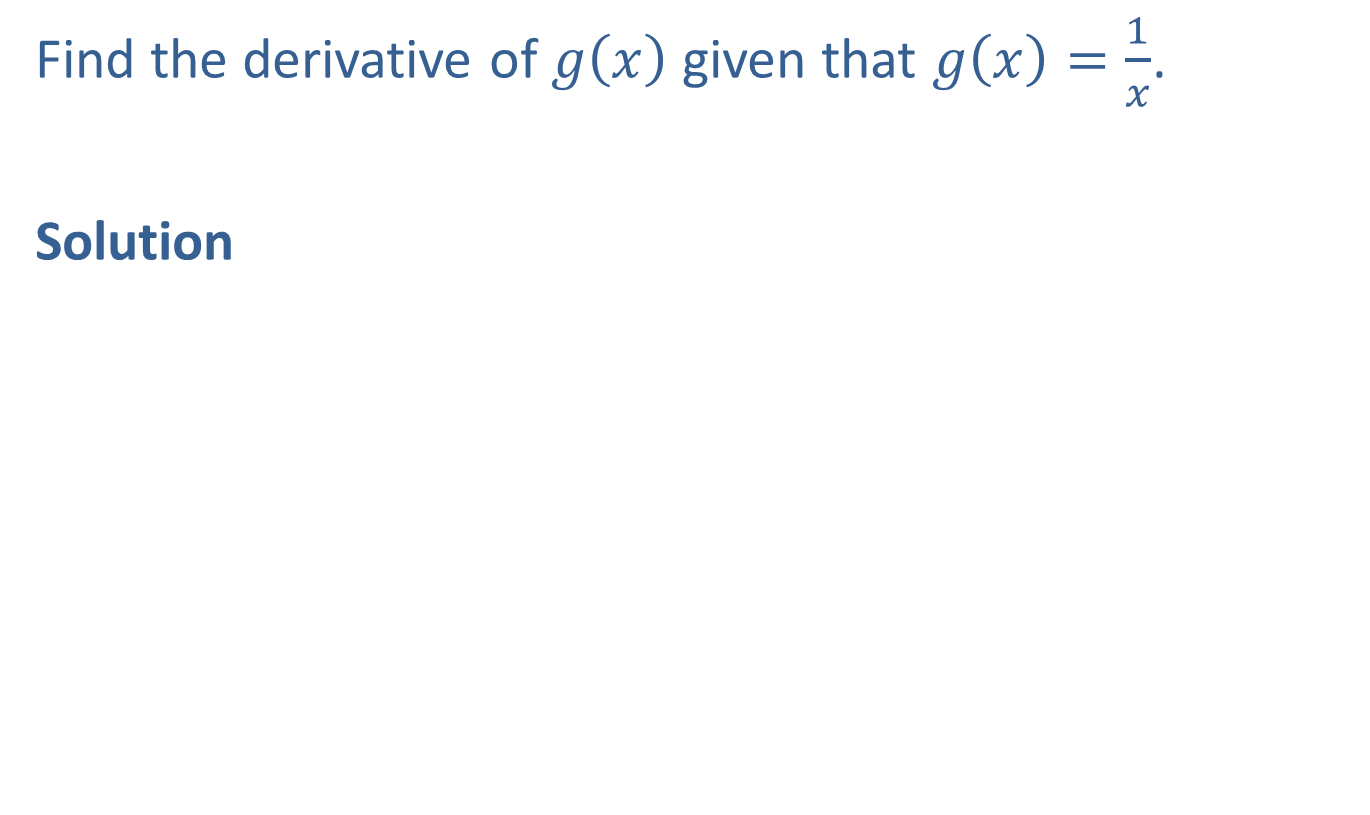 Find the derivative of 𝑔(𝑥) given that 𝑔(𝑥) = 1/𝑥.
Solution